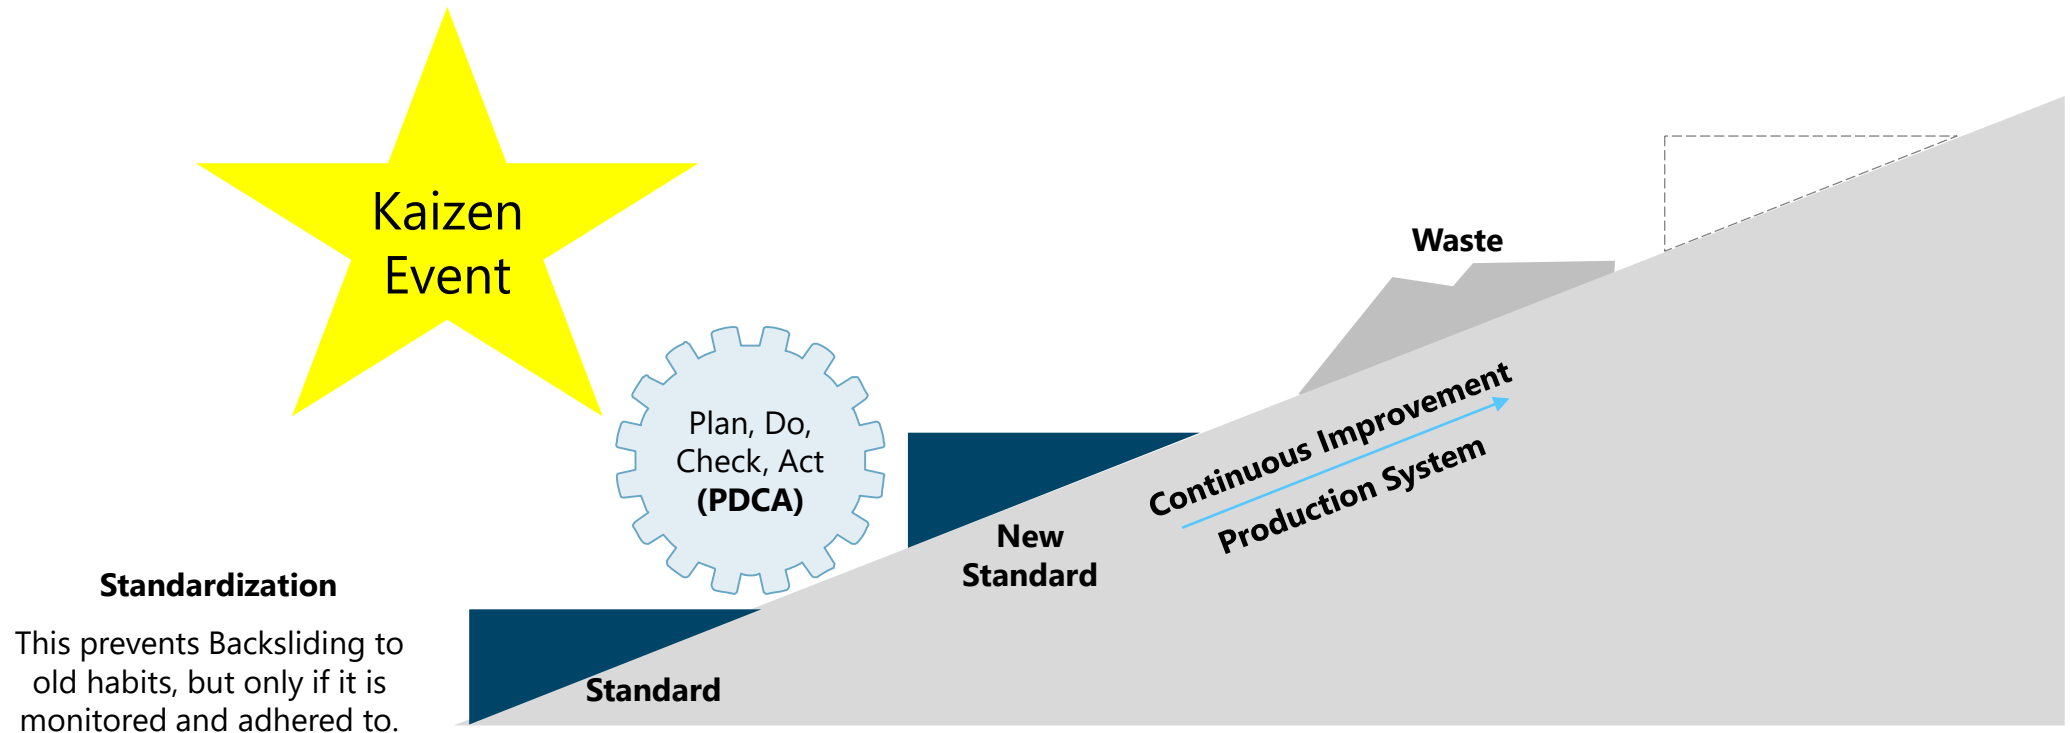 Kaizen
Event
Plan, Do,
Check, Act
(PDCA)
Standardization
This prevents Backsliding to
old habits, but only if it is
monitored and adhered to.
Standard
New
Standard
Waste
Continuous Improvement
Production System